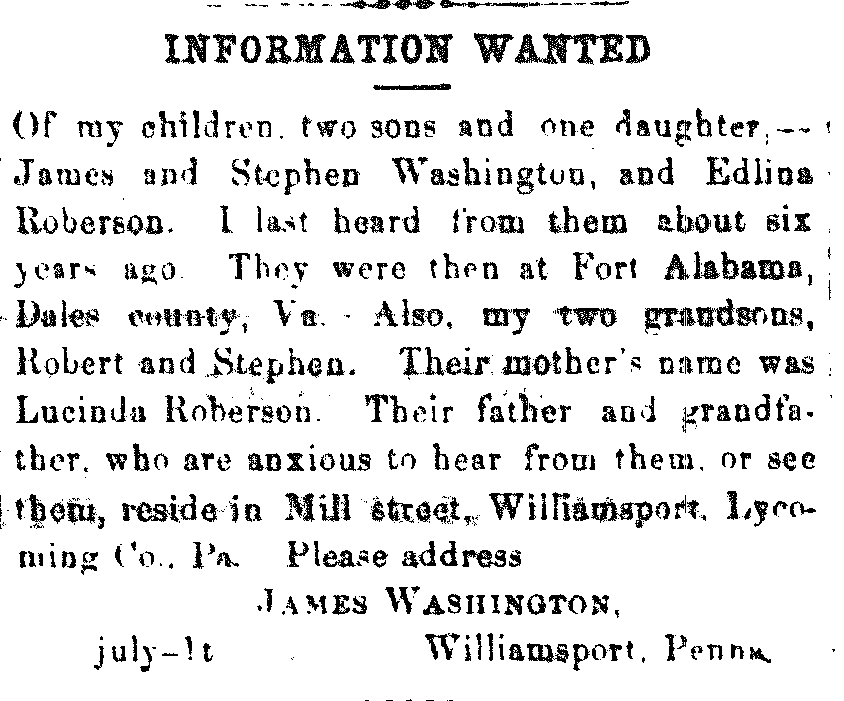 INFORMATION WANTED
Of my children, two sons and one daughter,--
James and Stephen Washington, and Edlina
Roberson. I last heard from them about six
years ago. They were then at Fort Alabama,
Dales county, Va. Also, my two grandsons,
Robert and Stephen. Their mother's name was
Lucinda Roberson. Their father and grandfa-
ther, who are anxious to hear from them, or see
them, reside in Mill street, Williamsport, Lyco-
ming Co., Pa. Please address
JAMES WASHINGTON,
july-1t Williamsport, Penna.